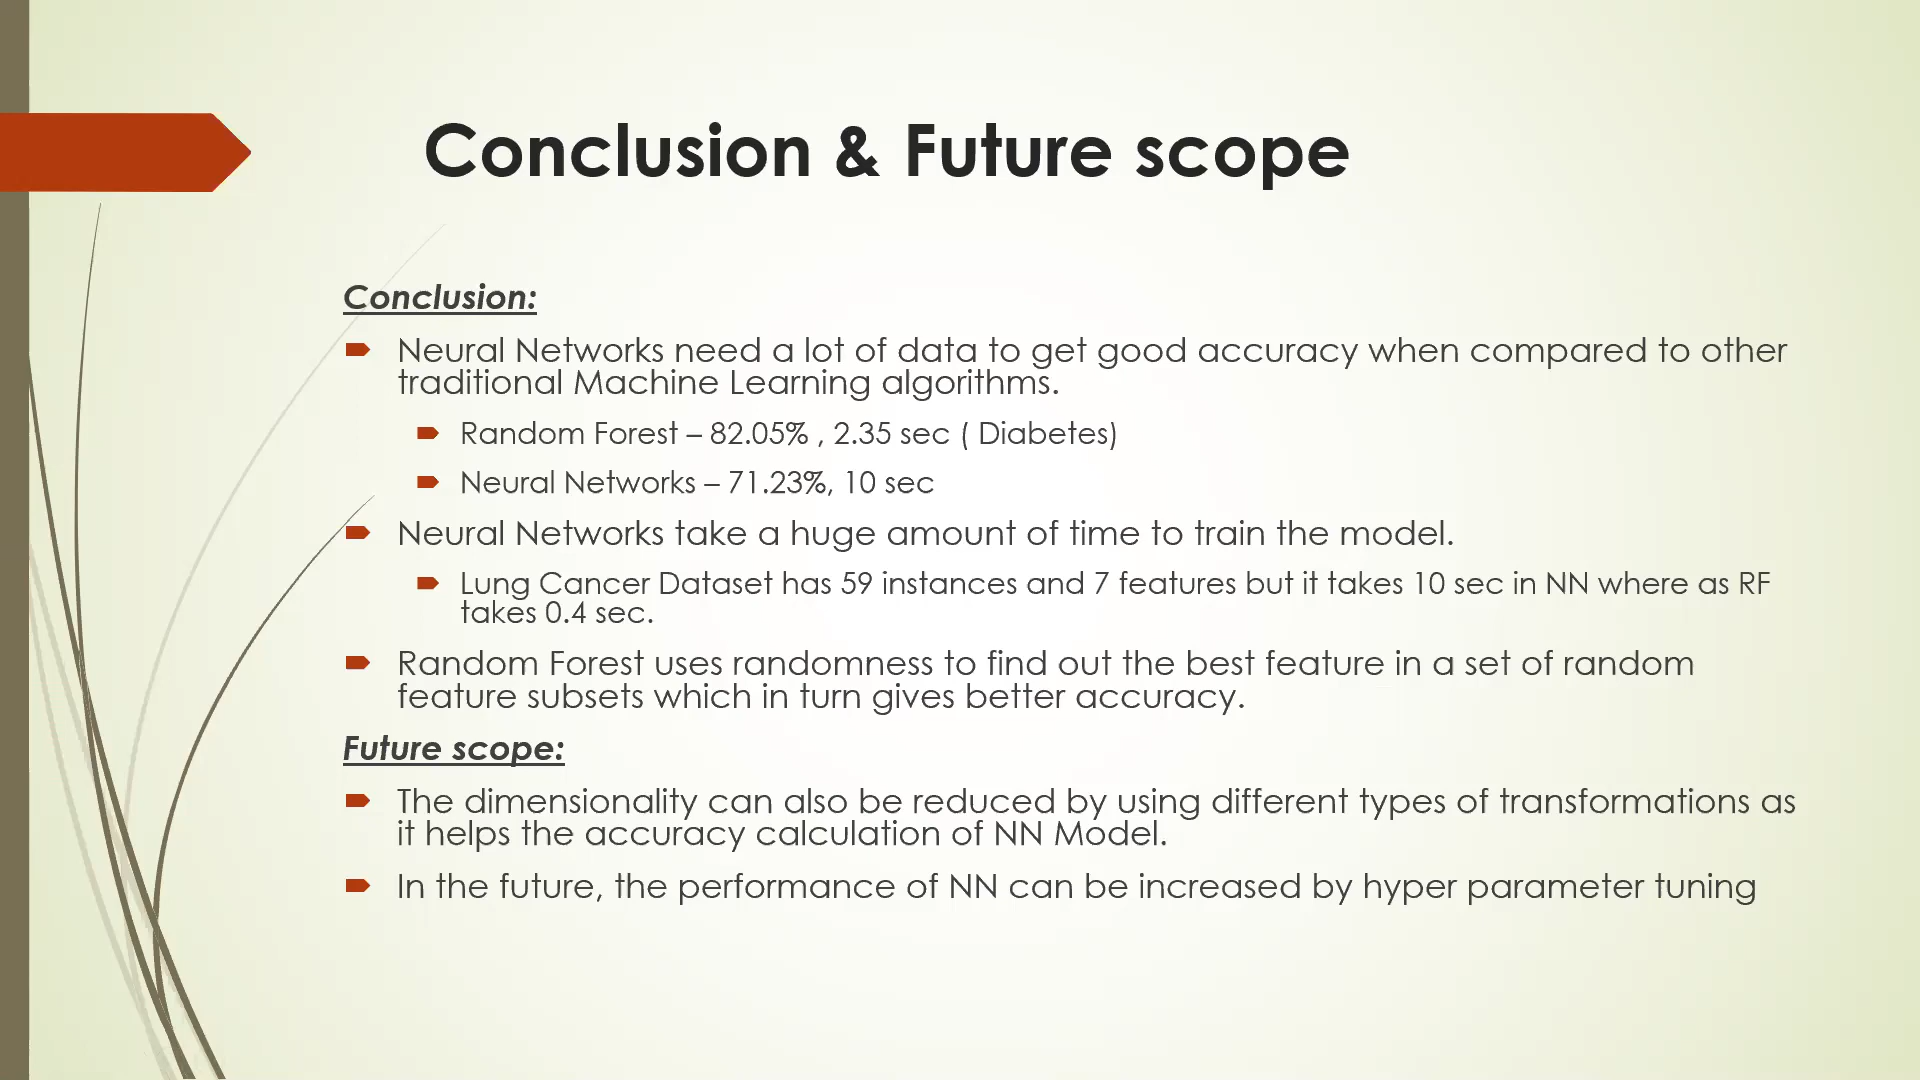 Conclusion & Future scope
Conclusion:
Neural Networks need a lot of data to get good accuracy when compared to other
traditional Machine Learning algorithms.
Random Forest – 82.05% , 2.35 sec ( Diabetes)
Neural Networks – 71.23%, 10 sec
Neural Networks take a huge amount of time to train the model.
Lung Cancer Dataset has 59 instances and 7 features but it takes 10 sec in NN where as RF
takes 0.4 sec.
Random Forest uses randomness to find out the best feature in a set of random
feature subsets which in turn gives better accuracy.
Future scope:
The dimensionality can also be reduced by using different types of transformations as
it helps the accuracy calculation of NN Model.
In the future, the performance of NN can be increased by hyper parameter tuning